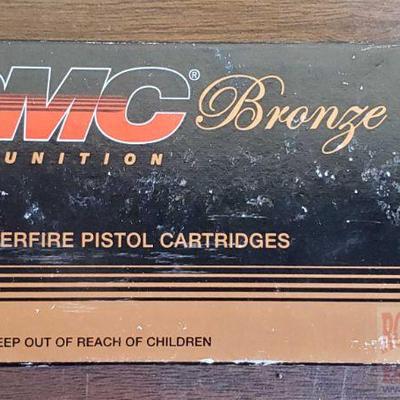 MC® Bronze
UNITION
ERFIRE PISTOL CARTRIDGES
EEP OUT OF REACH OF CHILDREN